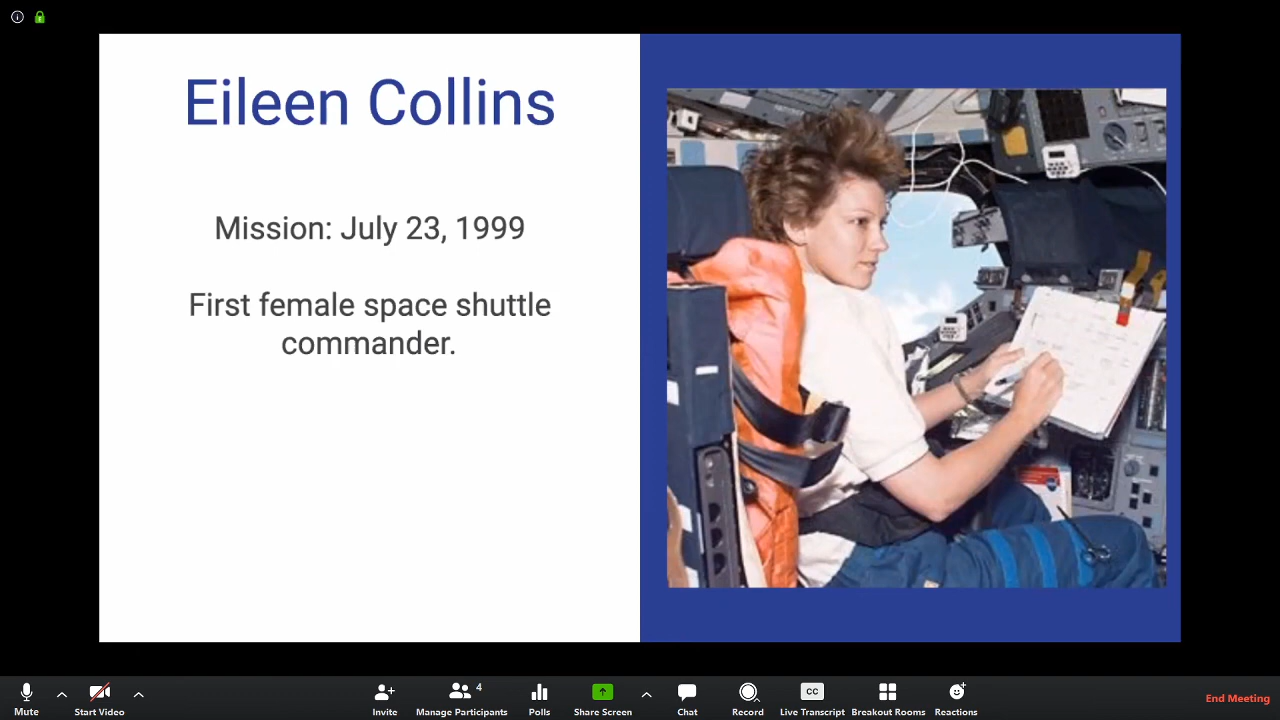 Eileen Collins
Mission: July 23, 1999
First female space shuttle
commander.
4
CC
Mute
Start Video
Invite
Manage Participants
Polls
Share Screen
Chat
Record
Live Transcript
Breakout Rooms
Reactions
End Meeting